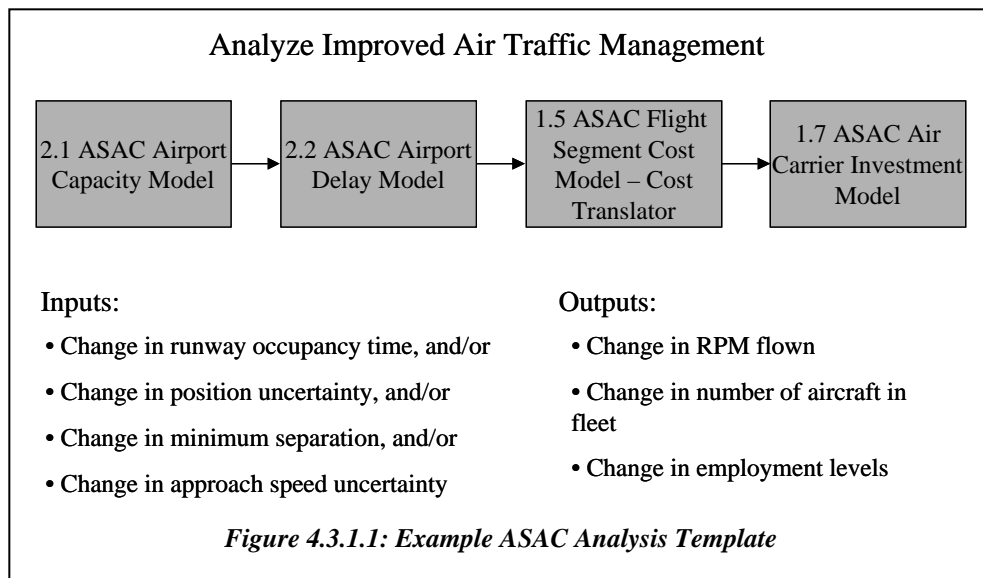 Analyze Improved Air Traffic Management
2.1 ASAC Airport
Capacity Model
2.2 ASAC Airport
Delay Model
1.5 ASAC Flight
Segment Cost
Model – Cost
Translator
1.7 ASAC Air
Carrier Investment
Model
Inputs:
• Change in runway occupancy time, and/or
• Change in position uncertainty, and/or
• Change in minimum separation, and/or
• Change in approach speed uncertainty
Outputs:
• Change in RPM flown
• Change in number of aircraft in
fleet
• Change in employment levels
Figure 4.3.1.1: Example ASAC Analysis Template